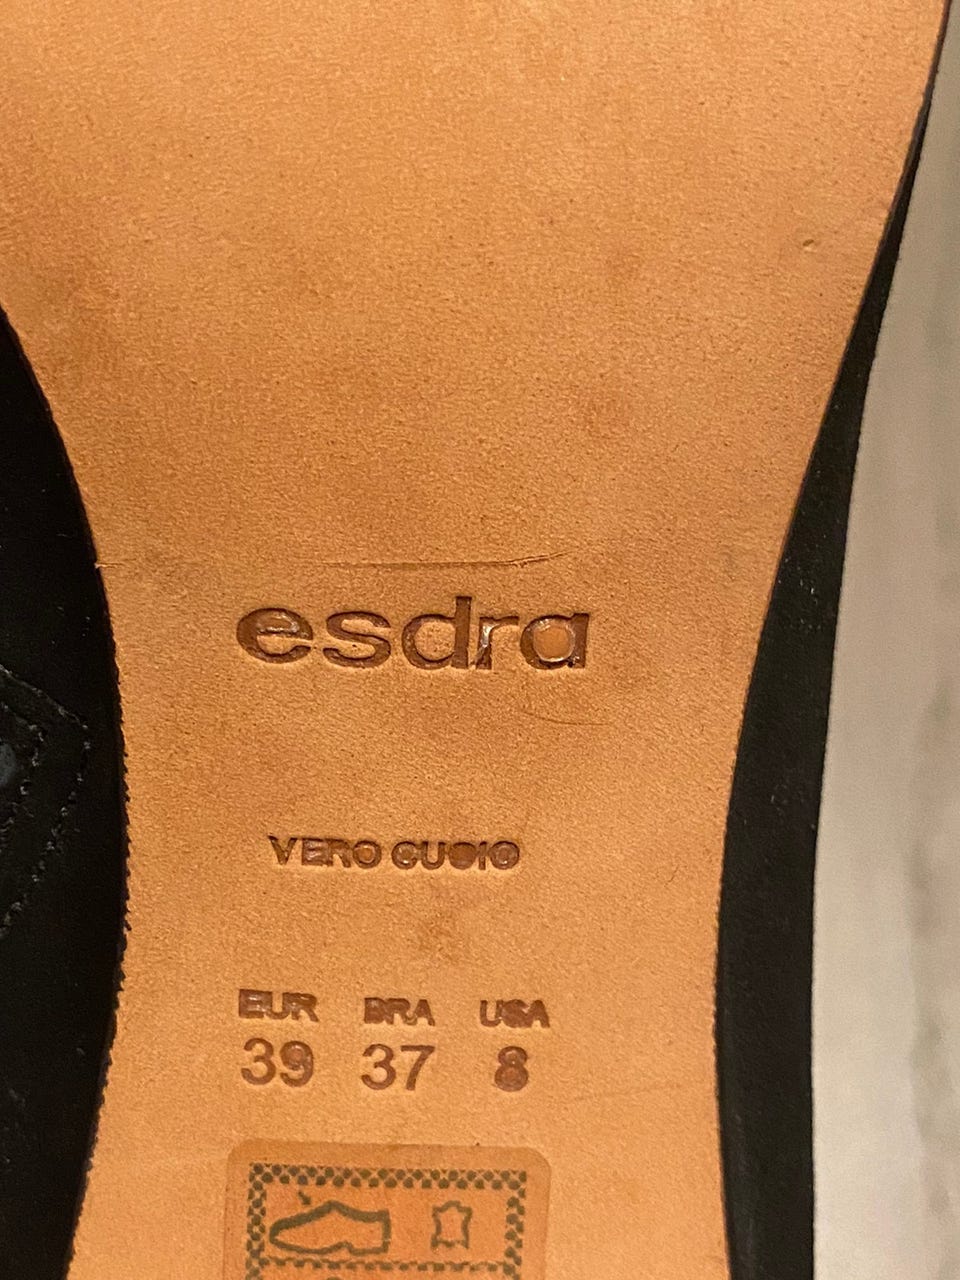 esdra
VERO CUOIO
EUR BRA USA
39 37 8